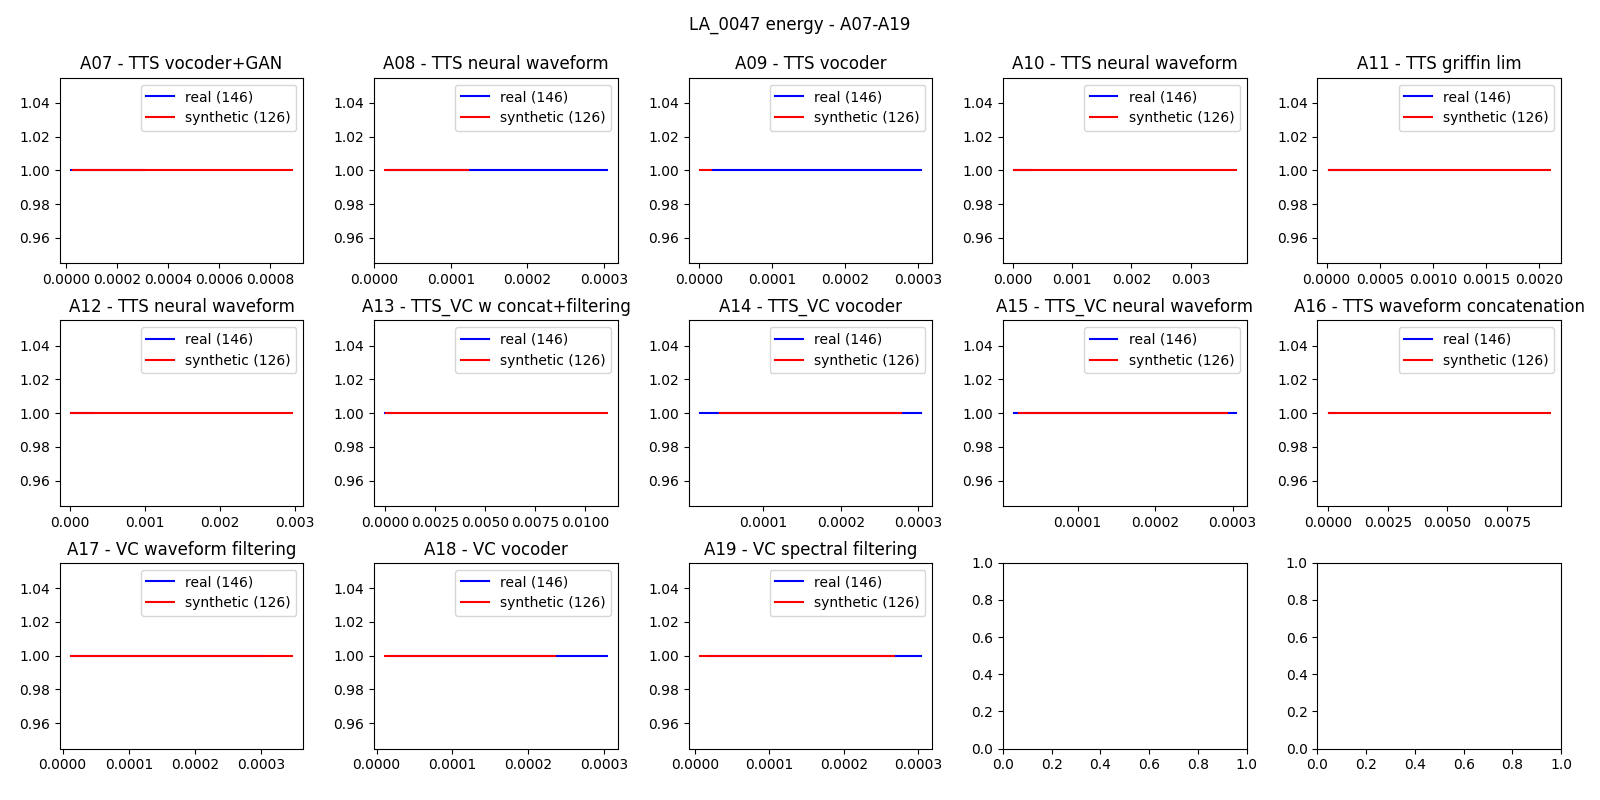 LA_0047 energy - A07-A19
A07 - TTS vocoder+GAN
real (146)
synthetic (126)
1.04
1.02
1.00
0.98
0.96
0.0000 0.0002 0.0004 0.0006 0.0008
A08 - TTS neural waveform
real (146)
synthetic (126)
1.04
1.02
1.00
0.98
0.96
0.0000 0.0001 0.0002 0.0003
A09 - TTS vocoder
real (146)
synthetic (126)
1.04
1.02
1.00
0.98
0.96
0.0000 0.0001 0.0002 0.0003
A10 - TTS neural waveform
real (146)
synthetic (126)
1.04
1.02
1.00
0.98
0.96
0.000 0.001 0.002 0.003
A11 - TTS griffin lim
real (146)
synthetic (126)
1.04
1.02
1.00
0.98
0.96
0.0000 0.0005 0.0010 0.0015 0.0020
A12 - TTS neural waveform
real (146)
synthetic (126)
1.04
1.02
1.00
0.98
0.96
0.000 0.001 0.002 0.003
A13 - TTS_VC w concat+filtering
real (146)
synthetic (126)
1.04
1.02
1.00
0.98
0.96
0.0000 0.0025 0.0050 0.0075 0.0100
A14 - TTS_VC vocoder
real (146)
synthetic (126)
1.04
1.02
1.00
0.98
0.96
0.0001 0.0002 0.0003
A15 - TTS_VC neural waveform
real (146)
synthetic (126)
1.04
1.02
1.00
0.98
0.96
0.0001 0.0002 0.0003
A16 - TTS waveform concatenation
real (146)
synthetic (126)
1.04
1.02
1.00
0.98
0.96
0.0000 0.0025 0.0050 0.0075
A17 - VC waveform filtering
real (146)
synthetic (126)
1.04
1.02
1.00
0.98
0.96
0.0000 0.0001 0.0002 0.0003
A18 - VC vocoder
real (146)
synthetic (126)
1.04
1.02
1.00
0.98
0.96
0.0000 0.0001 0.0002 0.0003
A19 - VC spectral filtering
real (146)
synthetic (126)
1.04
1.02
1.00
0.98
0.96
0.0000 0.0001 0.0002 0.0003
1.0
0.8
0.6
0.4
0.2
0.0
0.0 0.2 0.4 0.6 0.8 1.0
1.0
0.8
0.6
0.4
0.2
0.0
0.0 0.2 0.4 0.6 0.8 1.0